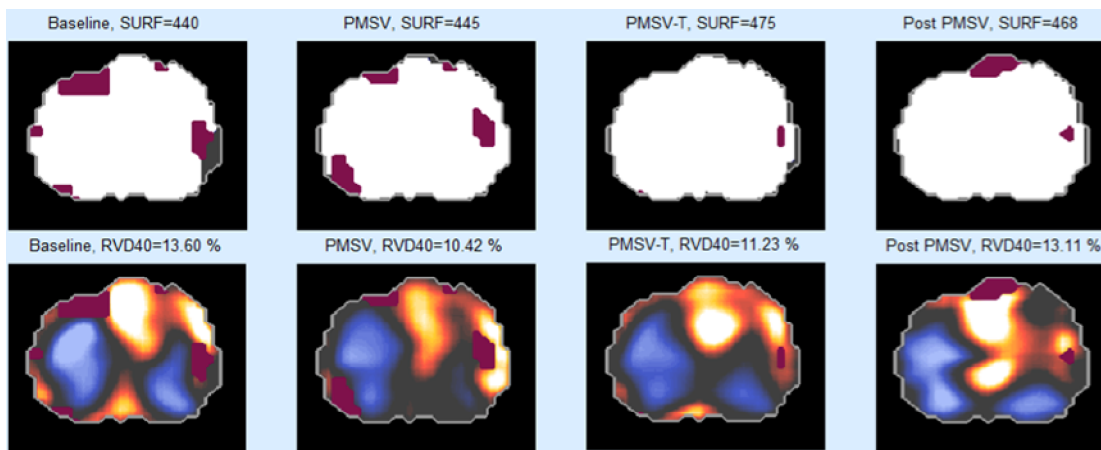 Baseline, SURF=440
PMSV, SURF=445
PMSV-T, SURF=475
Post PMSV, SURF=468
Baseline, RVD40=13.60 %
PMSV, RVD40=10.42 %
PMSV-T, RVD40=11.23 %
Post PMSV, RVD40=13.11 %